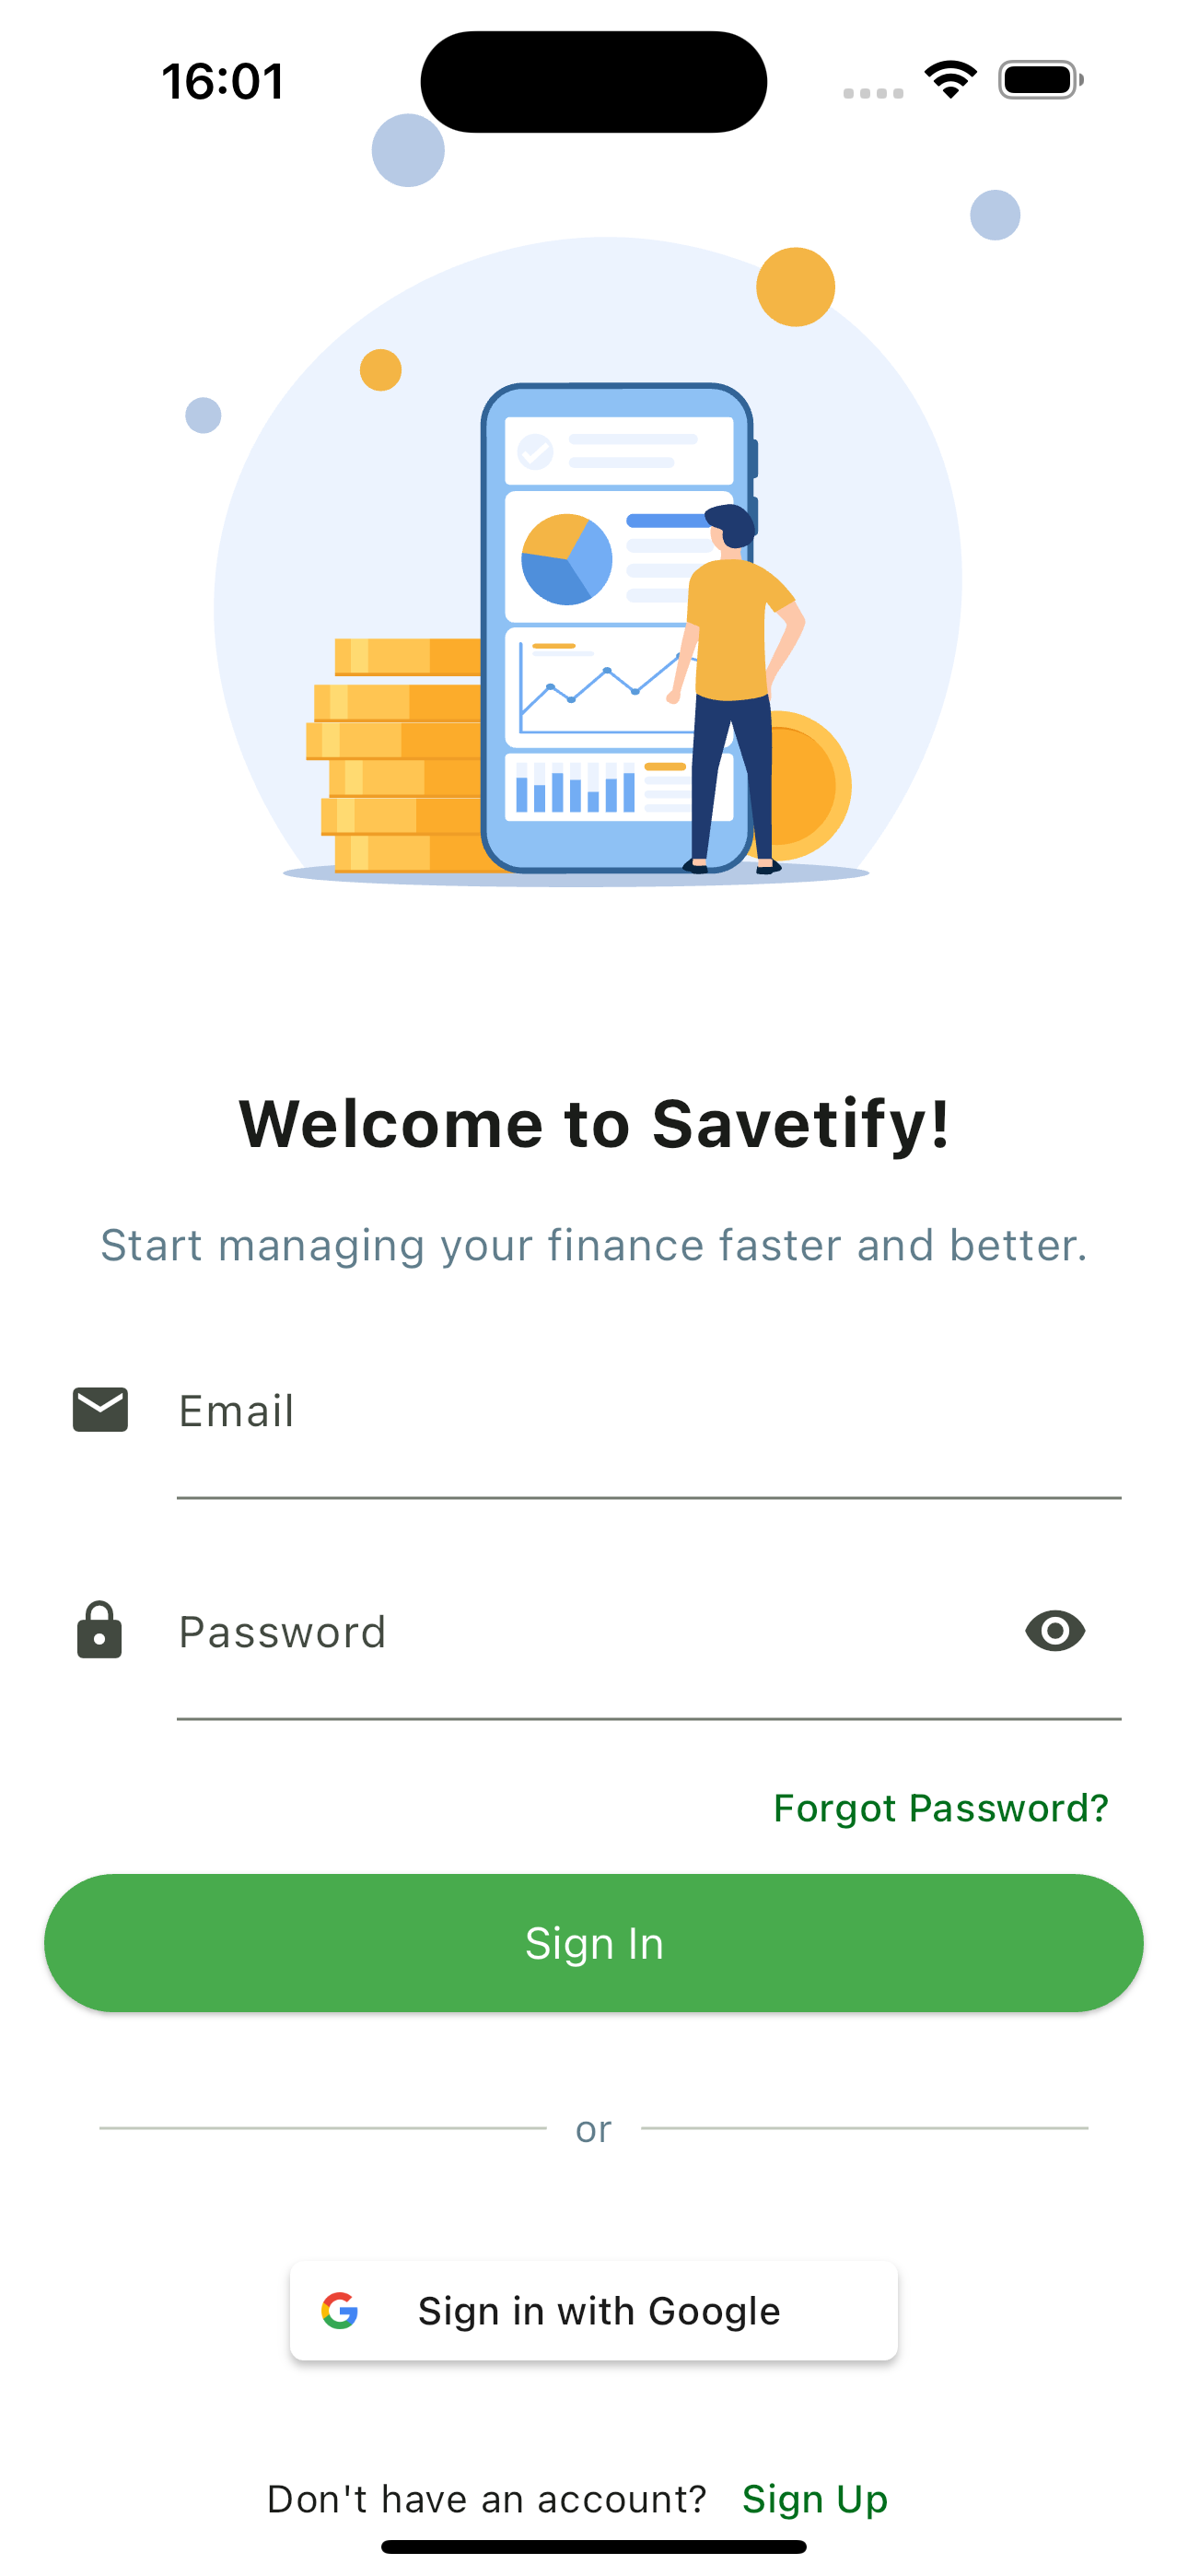 16:01
Welcome to Savetify!
Start managing your finance faster and better.
Email
Password
Forgot Password?
Sign In
or
Sign in with Google
Don't have an account? Sign Up